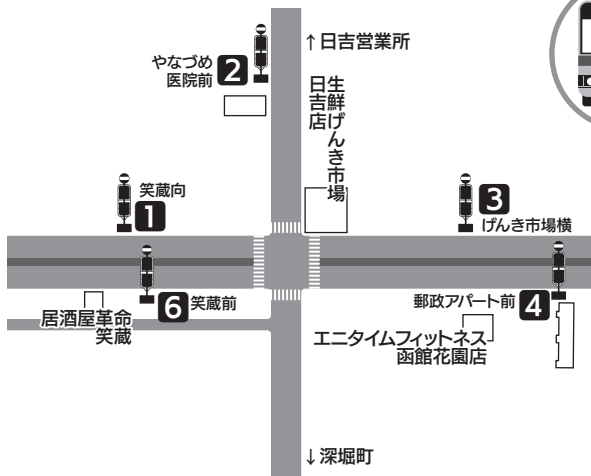 ↑日吉営業所
やなづめ
医院前
2
生鮮げんき市場
日吉店
笑蔵向
1
3
げんき市場横
6
笑蔵前
郵政アパート前
4
居酒屋革命
笑蔵
エニタイムフィットネス
函館花園店
↓深堀町